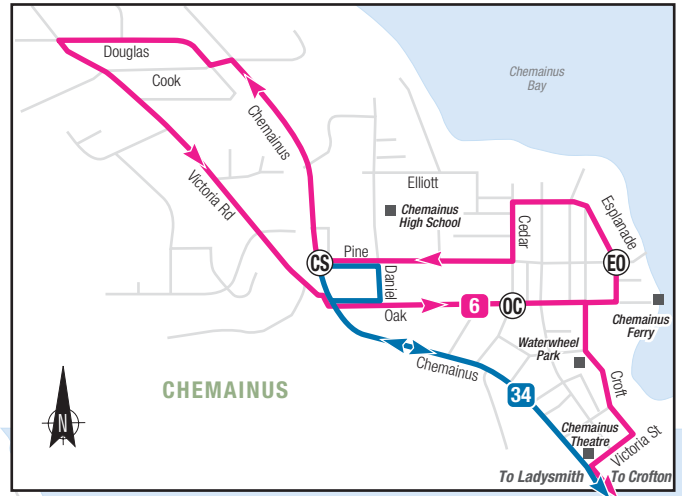 Douglas
Cook
Chemainus
Bay
Chemainus
Victoria Rd
Elliott
Chemainus
High School
Cedar
Esplanade
CS
Pine
EO
Daniel
6
OC
Oak
Chemainus
Ferry
Waterwheel
Park
Chemainus
CHEMAINUS
34
Croft
N
Chemainus
Theatre
Victoria St
To Ladysmith
To Crofton